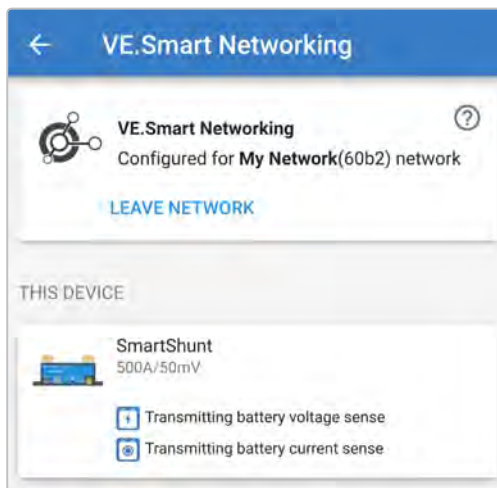 VE.Smart Networking
VE.Smart Networking
Configured for My Network(60b2) network
LEAVE NETWORK
THIS DEVICE
SmartShunt
500A/50mV
Transmitting battery voltage sense
Transmitting battery current sense